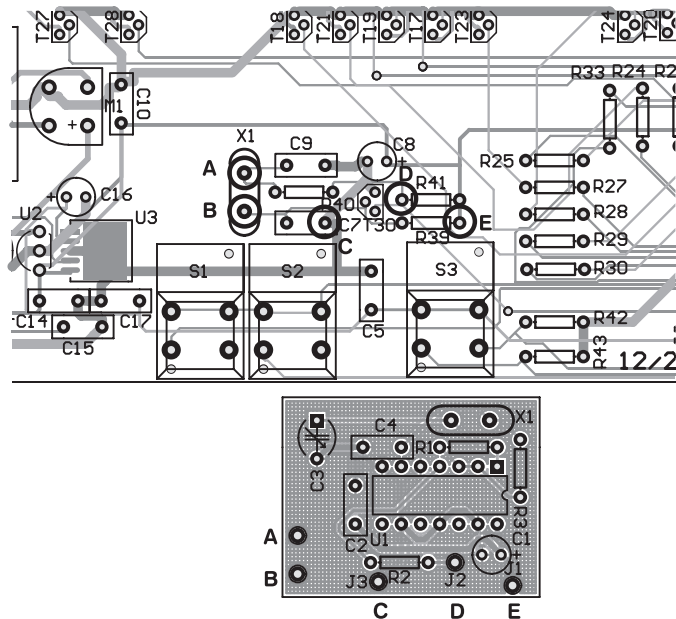 T27 T28 T18 T21 T19 T17 T23 T24 T20
R33 R24
M1 C10
+
X1 C9 C8
+
A
D
R25
R41
R27
+ C16
R40
B
R28
U2 U3
C7 T30
E
R39
R29
C
S1 S2 S3
R30
C14 C17
R42
C15
C5
R43
12/2
X1
C4
R1
C3
R3
C2 U1
C1
+
A
B
J3 R2 J2 J1
C D E